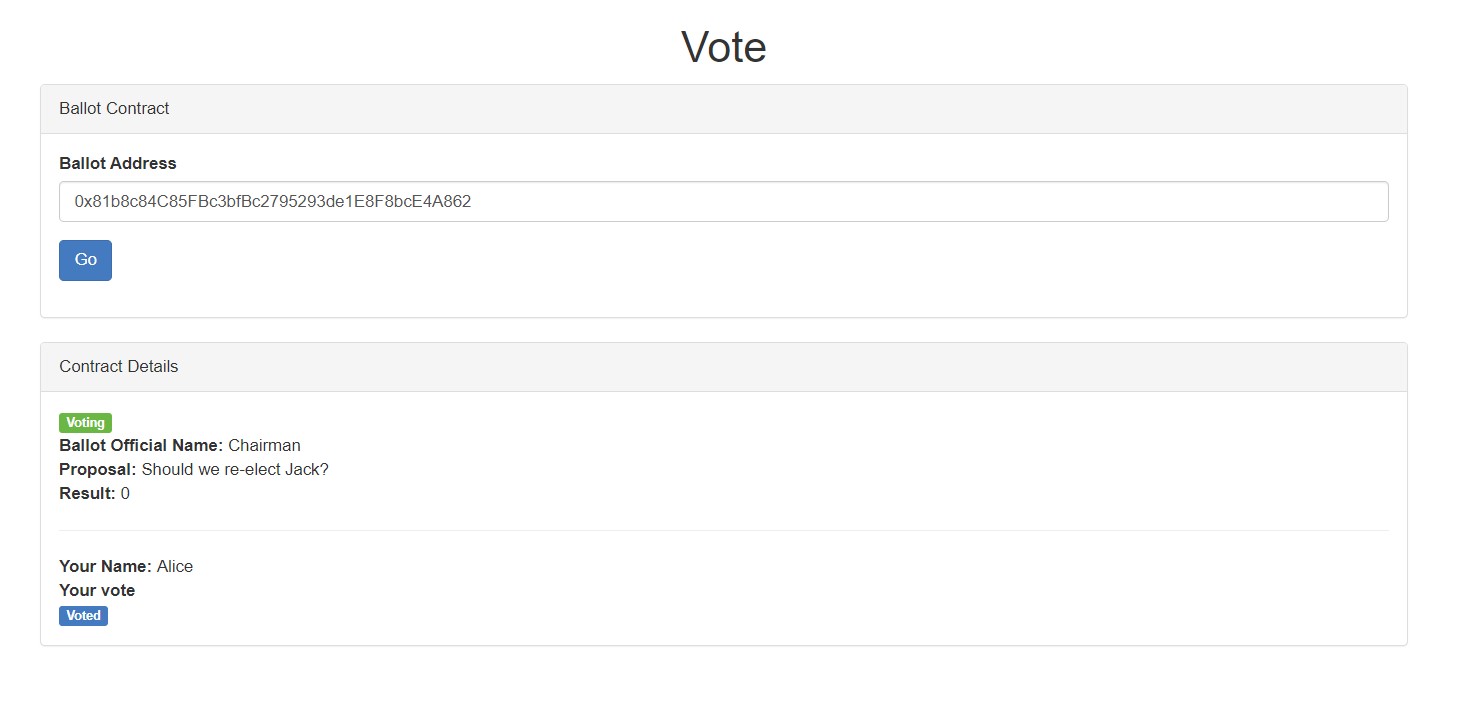 Vote
Ballot Contract
Ballot Address
0x81b8c84C85FBc3bfBc2795293de1E8F8bcE4A862
Go
Contract Details
Voting
Ballot Official Name: Chairman
Proposal: Should we re-elect Jack?
Result: 0
Your Name: Alice
Your vote
Voted